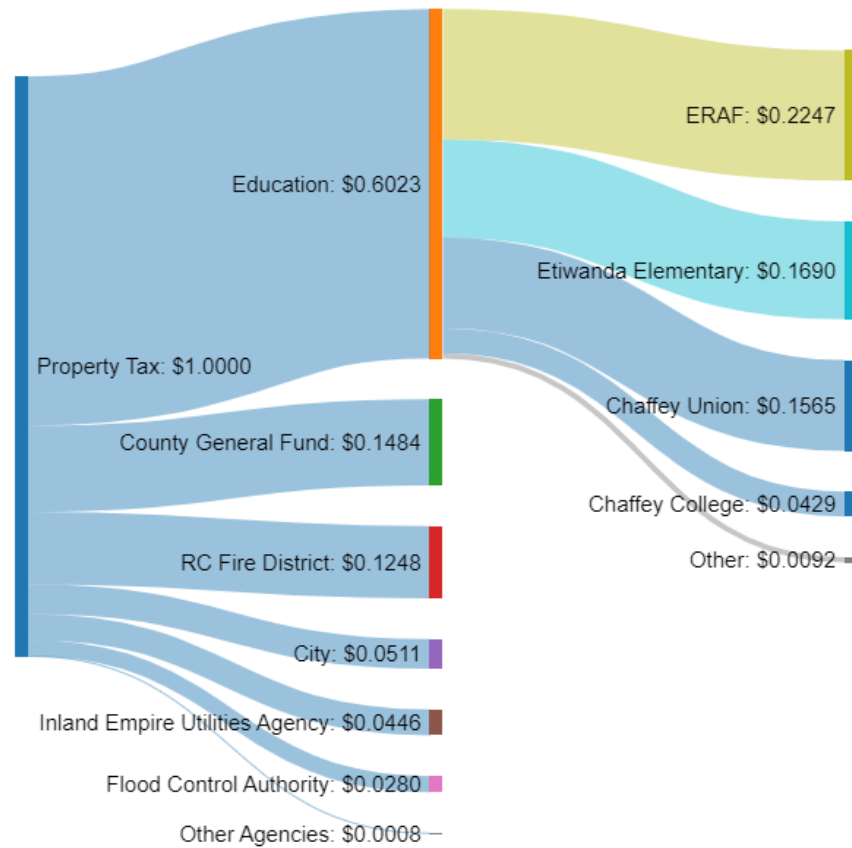 Property Tax: $1.0000
Education: $0.6023
County General Fund: $0.1484
RC Fire District: $0.1248
City: $0.0511
Inland Empire Utilities Agency: $0.0446
Flood Control Authority: $0.0280
Other Agencies: $0.0008
ERAF: $0.2247
Etiwanda Elementary: $0.1690
Chaffey Union: $0.1565
Chaffey College: $0.0429
Other: $0.0092